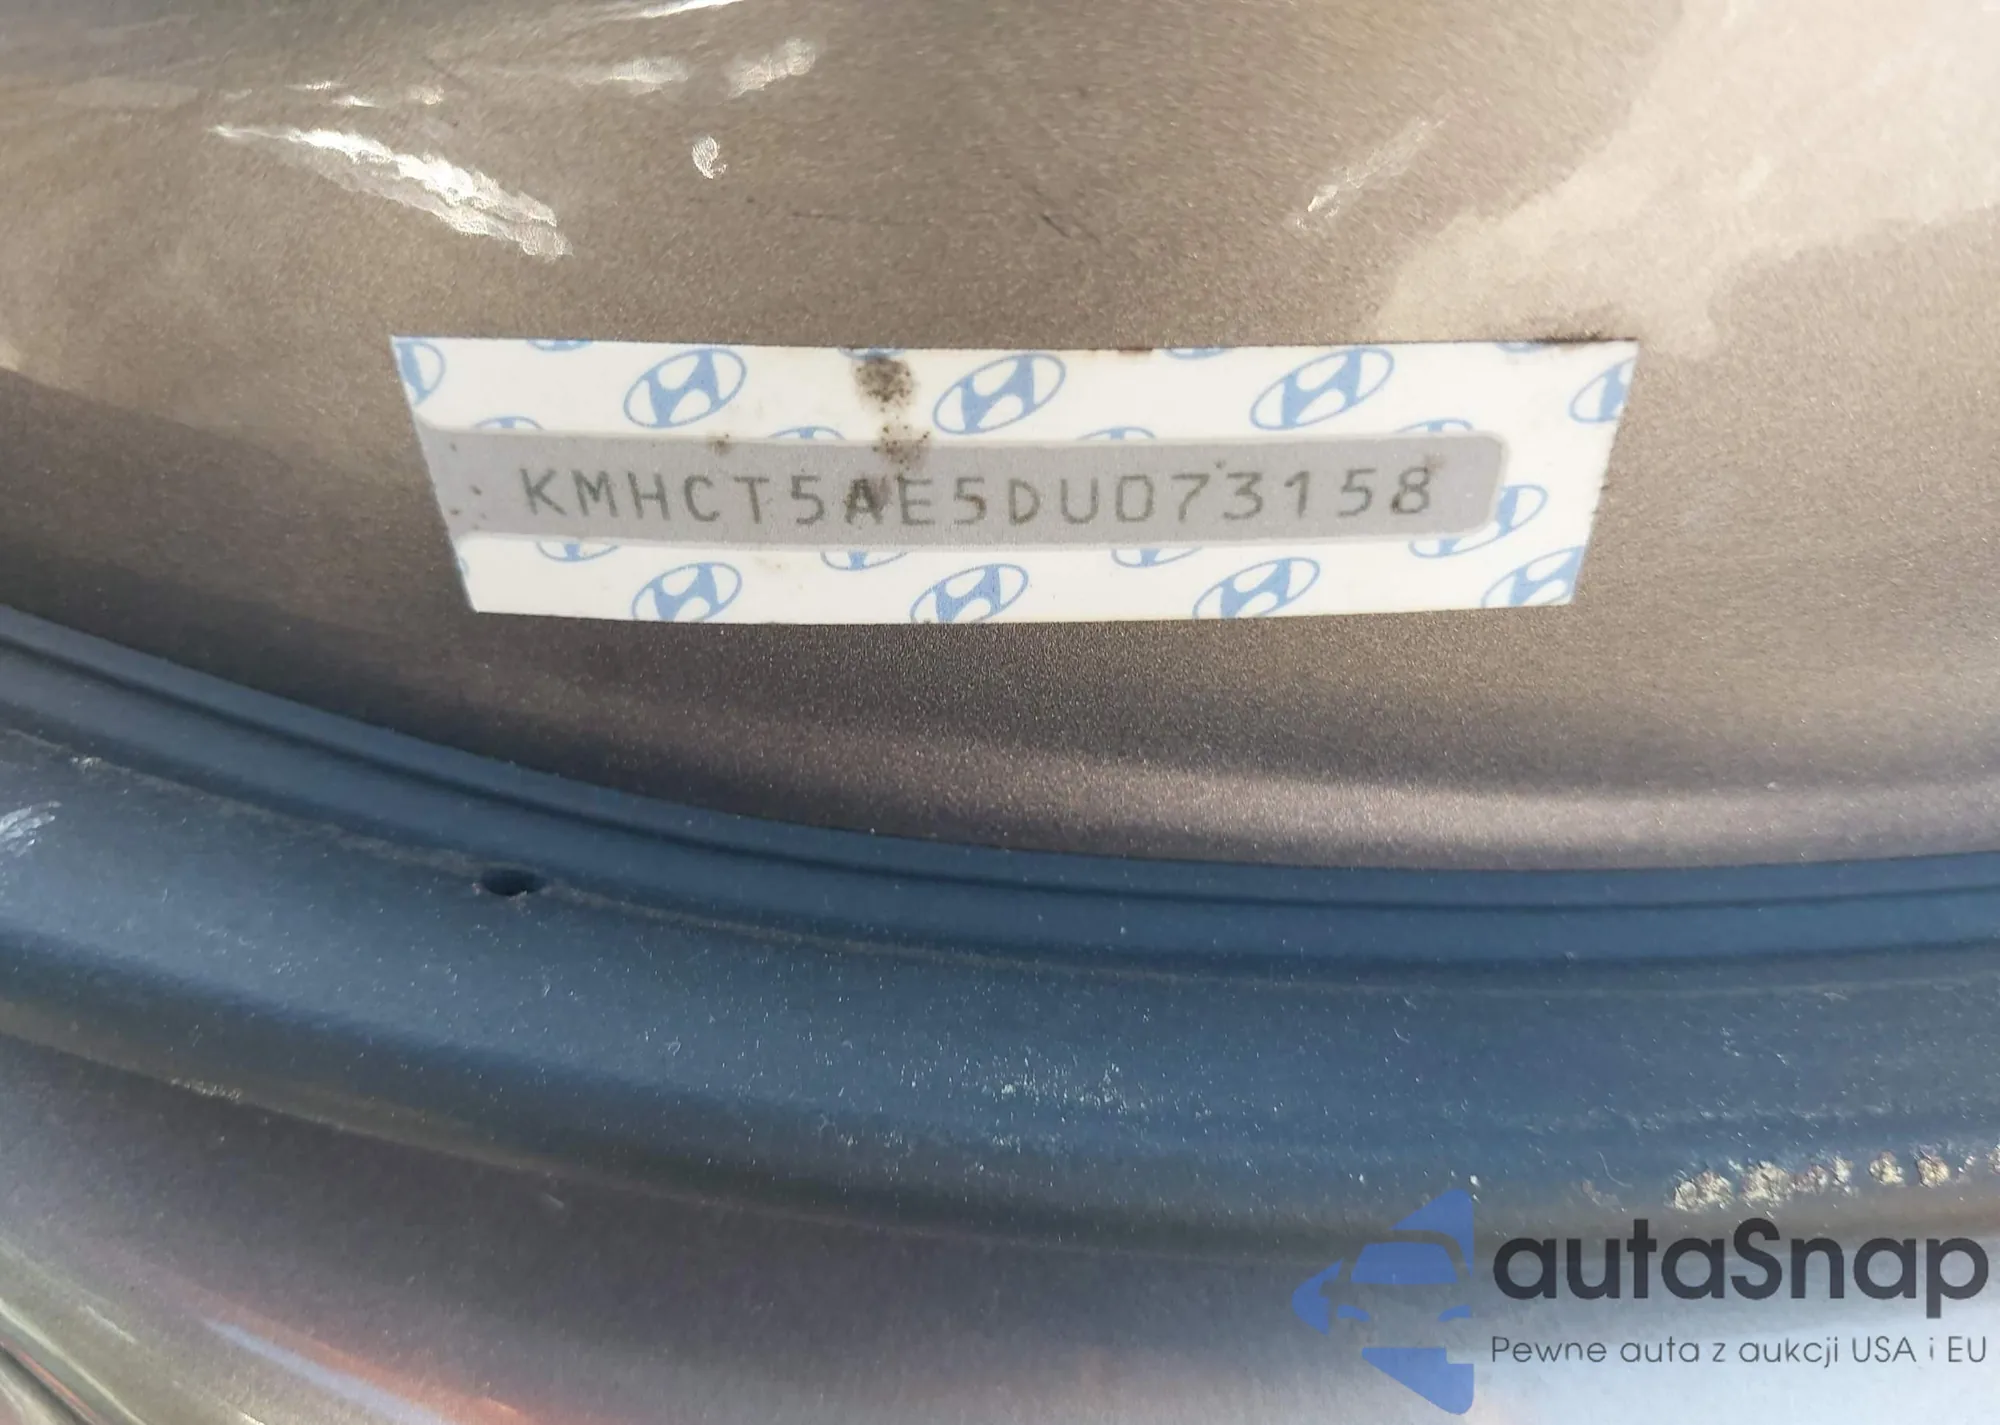 KMHCT5AE5DU073158
autaSnap
Pewne auta z aukcji USA i EU